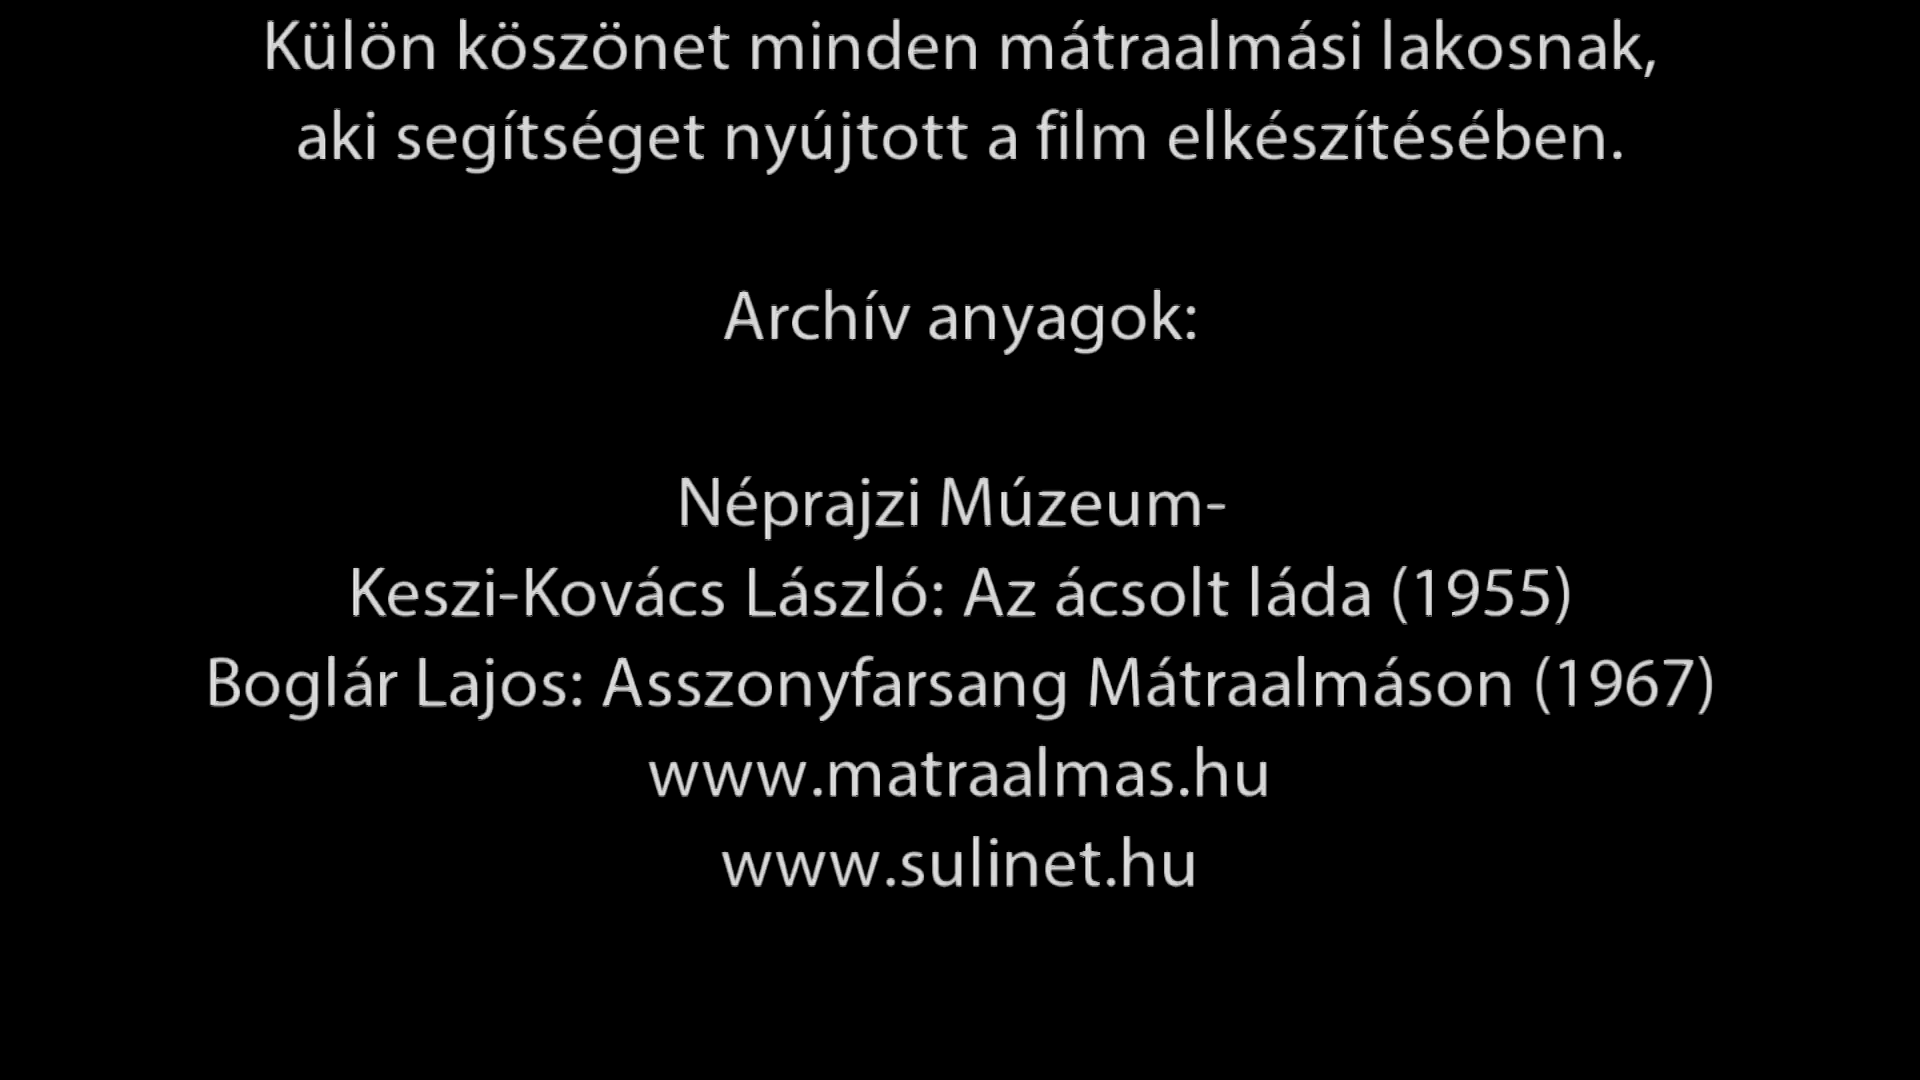 Külön köszönet minden mátraalmási lakosnak,
aki segítséget nyújtott a film elkészítésében.
Archív anyagok:
Néprajzi Múzeum-
Keszi-Kovács László: Az ácsolt láda (1955)
Boglár Lajos: Asszonyfarsang Mátraalmáson (1967)
www.matraalmas.hu
www.sulinet.hu